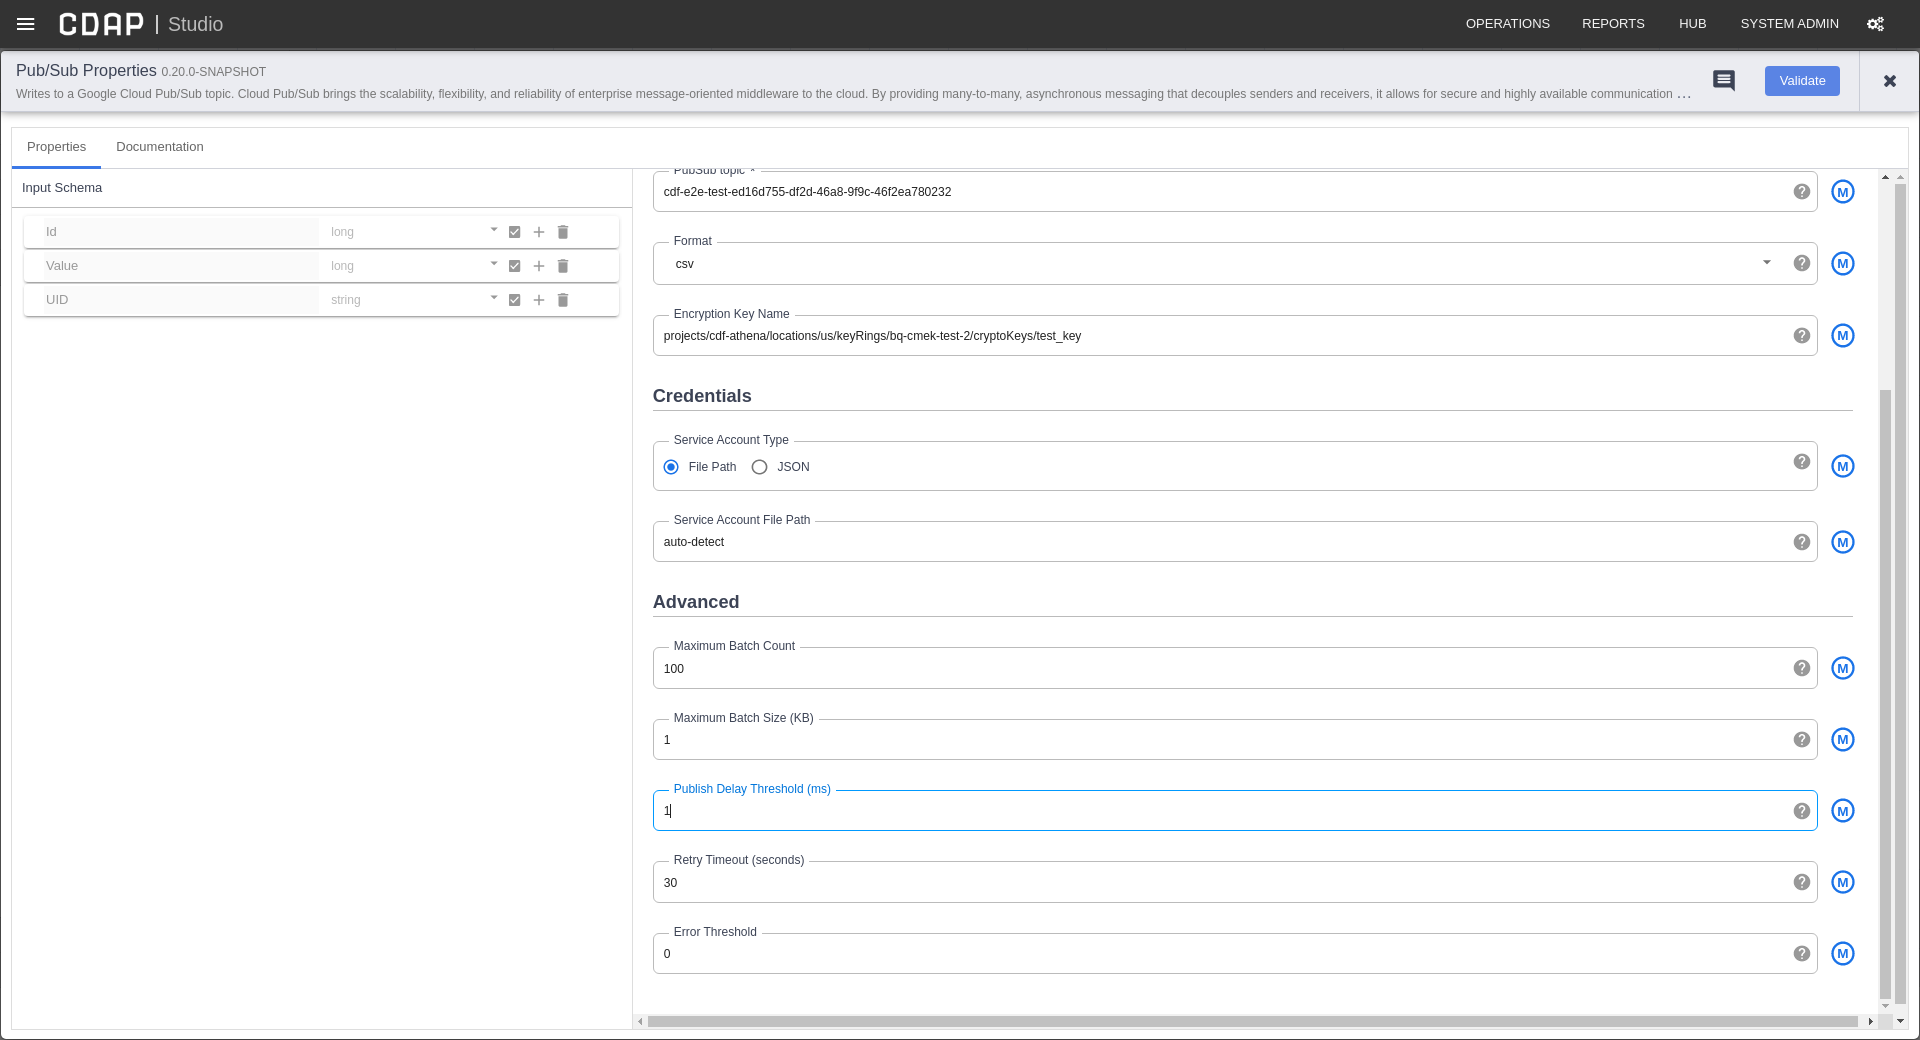 CDAP | Studio
OPERATIONS REPORTS HUB SYSTEM ADMIN
Pub/Sub Properties 0.20.0-SNAPSHOT
Writes to a Google Cloud Pub/Sub topic. Cloud Pub/Sub brings the scalability, flexibility, and reliability of enterprise message-oriented middleware to the cloud. By providing many-to-many, asynchronous messaging that decouples senders and receivers, it allows for secure and highly available communication ...
Validate
Properties Documentation
Input Schema
Id long
Value long
UID string
PubSub topic *
cdf-e2e-test-ed16d755-df2d-46a8-9f9c-46f2ea780232
M
Format
csv
M
Encryption Key Name
projects/cdf-athena/locations/us/keyRings/bq-cmek-test-2/cryptoKeys/test_key
M
Credentials
Service Account Type
File Path JSON
M
Service Account File Path
auto-detect
M
Advanced
Maximum Batch Count
100
M
Maximum Batch Size (KB)
1
M
Publish Delay Threshold (ms)
1
M
Retry Timeout (seconds)
30
M
Error Threshold
0
M